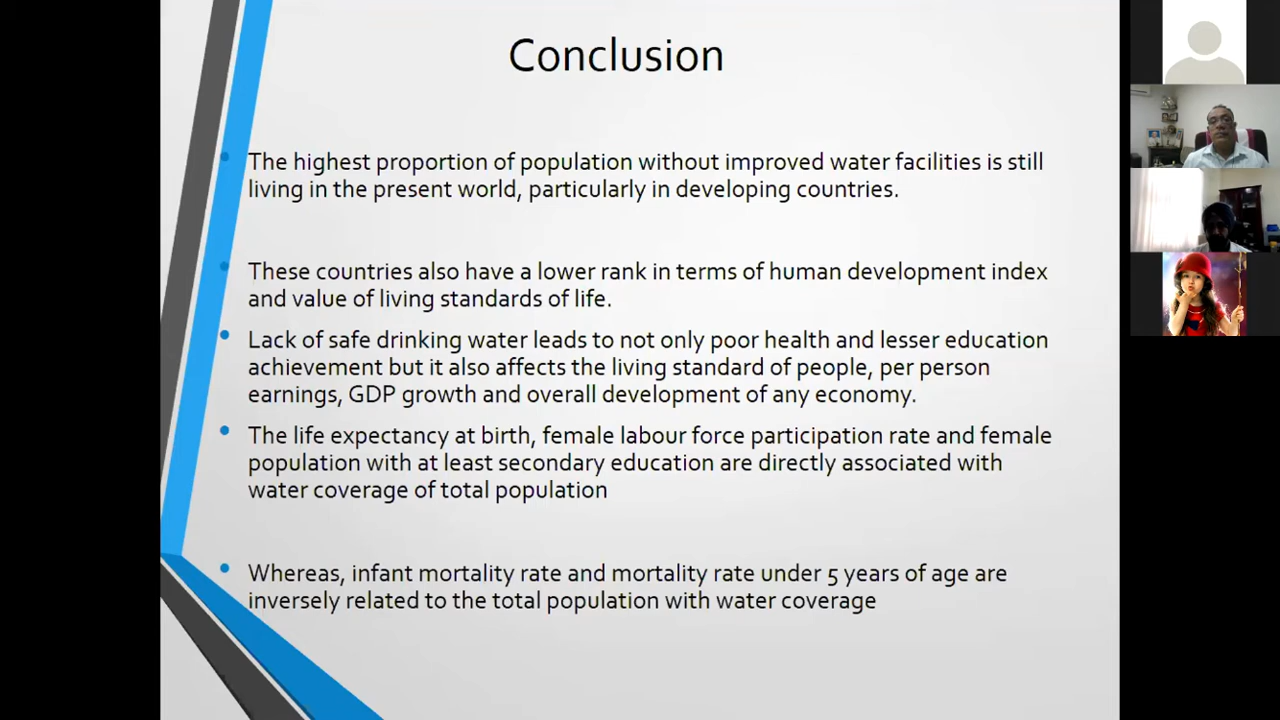 Conclusion
The highest proportion of population without improved water facilities is still
living in the present world, particularly in developing countries.
These countries also have a lower rank in terms of human development index
and value of living standards of life.
Lack of safe drinking water leads to not only poor health and lesser education
achievement but it also affects the living standard of people, per person
earnings, GDP growth and overall development of any economy.
The life expectancy at birth, female labour force participation rate and female
population with at least secondary education are directly associated with
water coverage of total population
Whereas, infant mortality rate and mortality rate under 5 years of age are
inversely related to the total population with water coverage